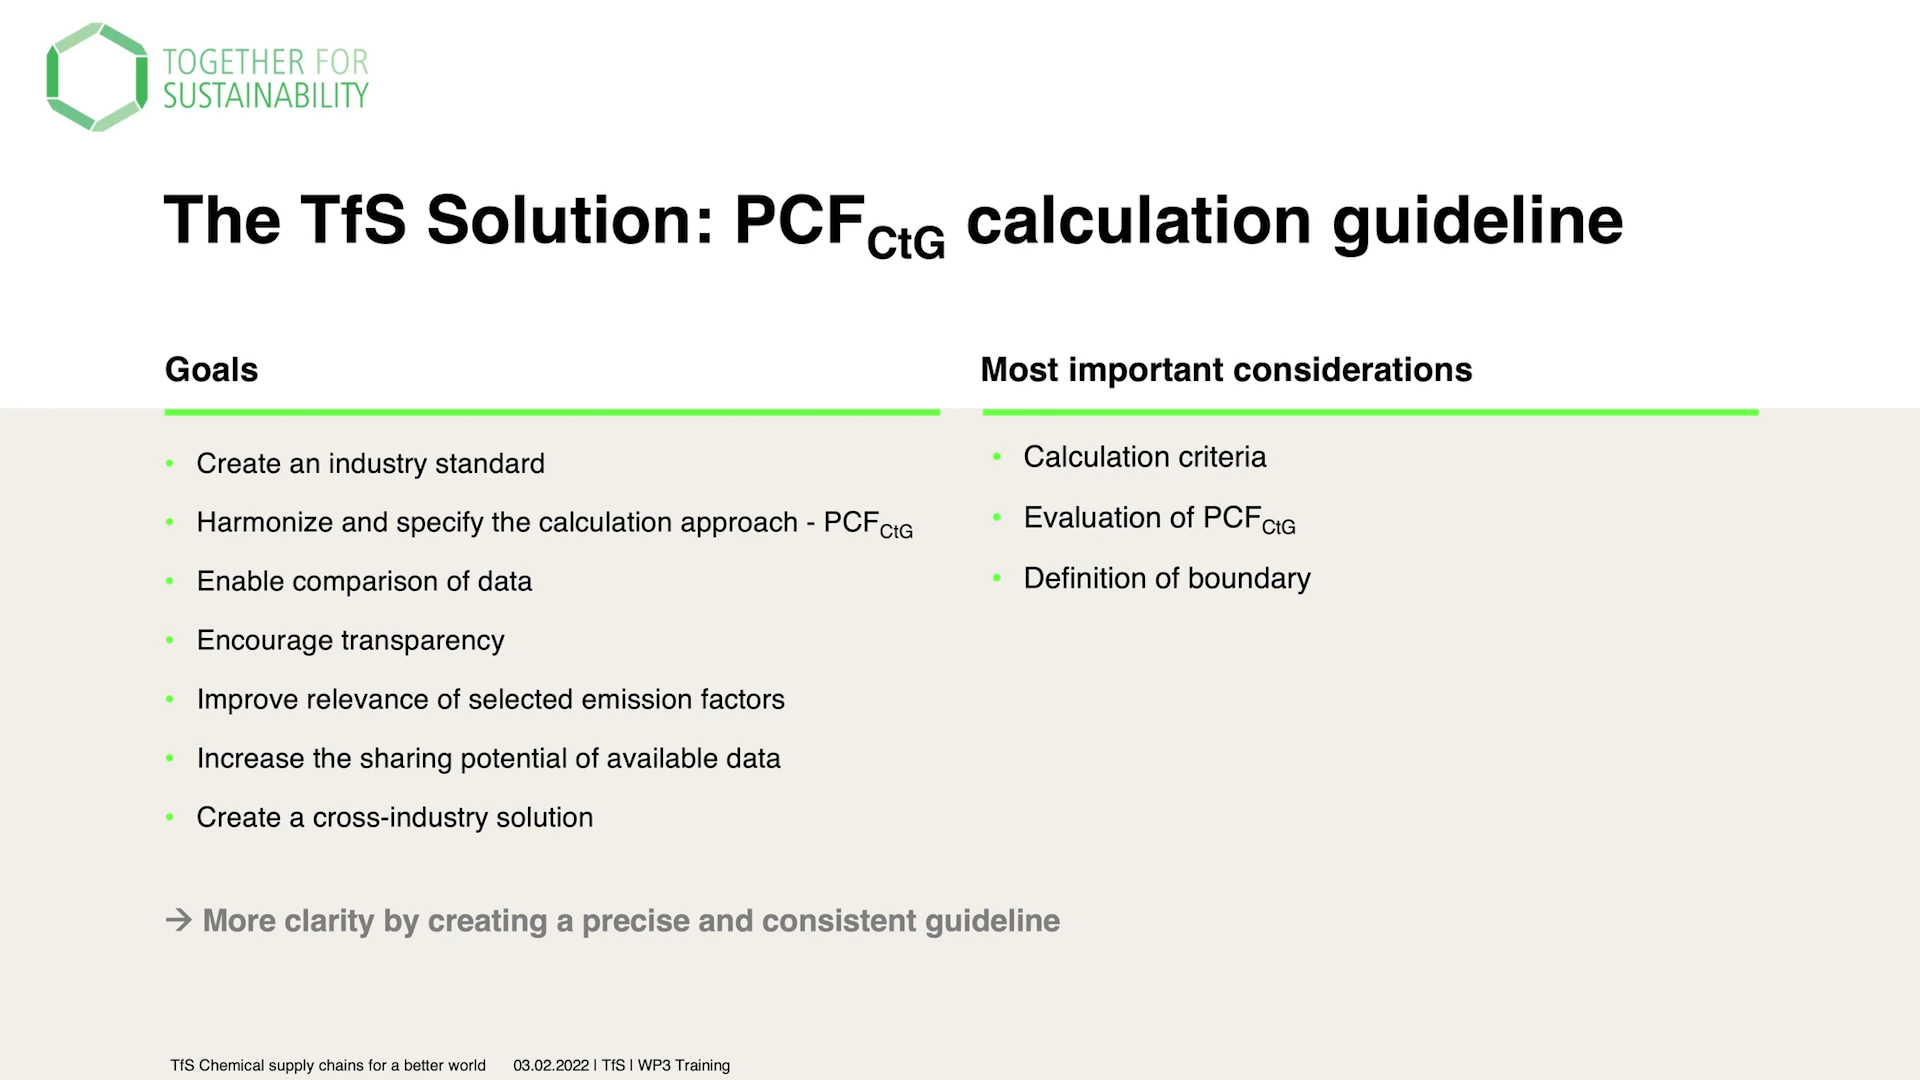 TOGETHER FOR
SUSTAINABILITY
The TfS Solution: PCFCtG calculation guideline
Goals
• Create an industry standard
• Harmonize and specify the calculation approach - PCFCtG
• Enable comparison of data
• Encourage transparency
• Improve relevance of selected emission factors
• Increase the sharing potential of available data
• Create a cross-industry solution
Most important considerations
• Calculation criteria
• Evaluation of PCFCtG
• Definition of boundary
→ More clarity by creating a precise and consistent guideline
TfS Chemical supply chains for a better world 03.02.2022 | TfS | WP3 Training